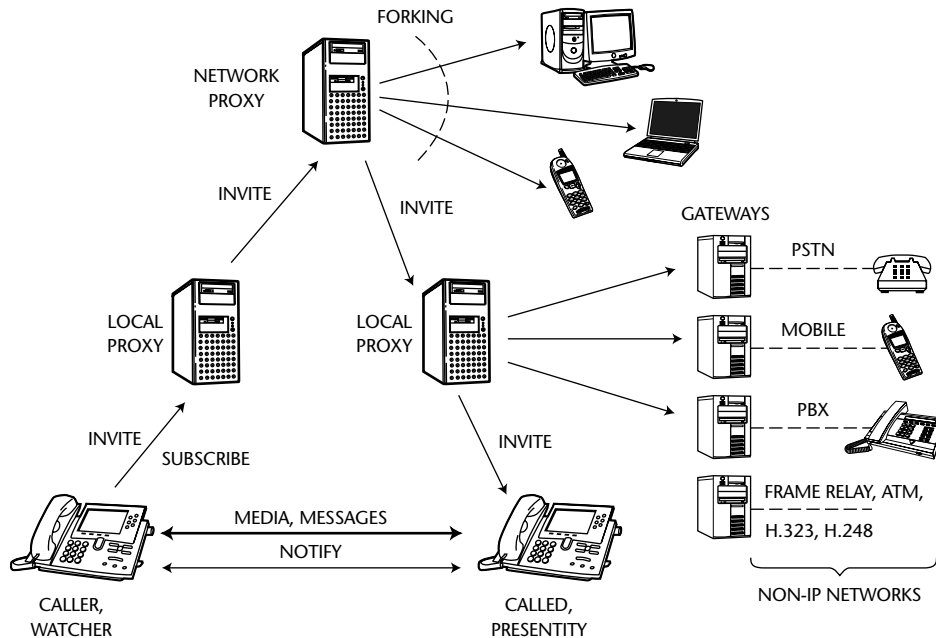 FORKING
NETWORK
PROXY
INVITE
INVITE
GATEWAYS
PSTN
LOCAL
PROXY
LOCAL
PROXY
MOBILE
PBX
INVITE
SUBSCRIBE
INVITE
FRAME RELAY, ATM,
H.323, H.248
MEDIA, MESSAGES
NOTIFY
NON-IP NETWORKS
CALLER,
WATCHER
CALLED,
PRESENTITY